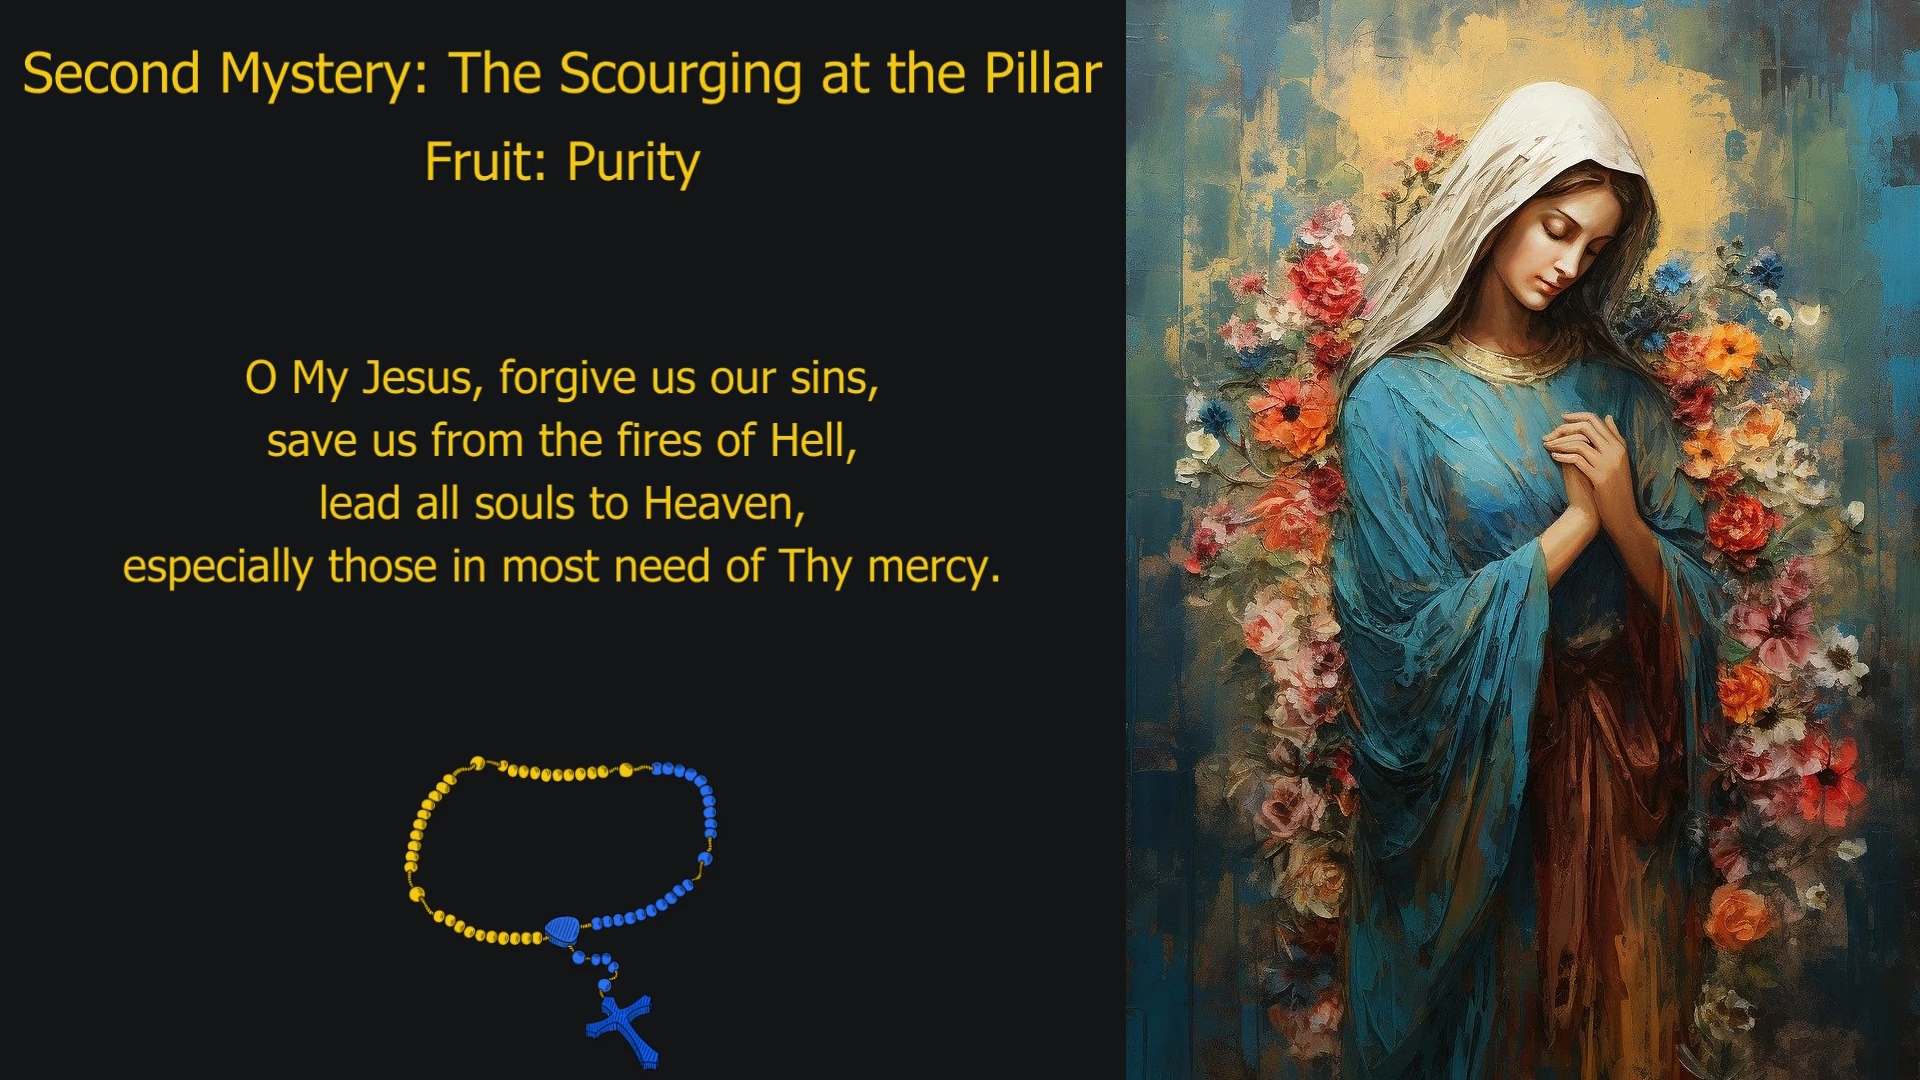 Second Mystery: The Scourging at the Pillar
Fruit: Purity
O My Jesus, forgive us our sins,
save us from the fires of Hell,
lead all souls to Heaven,
especially those in most need of Thy mercy.